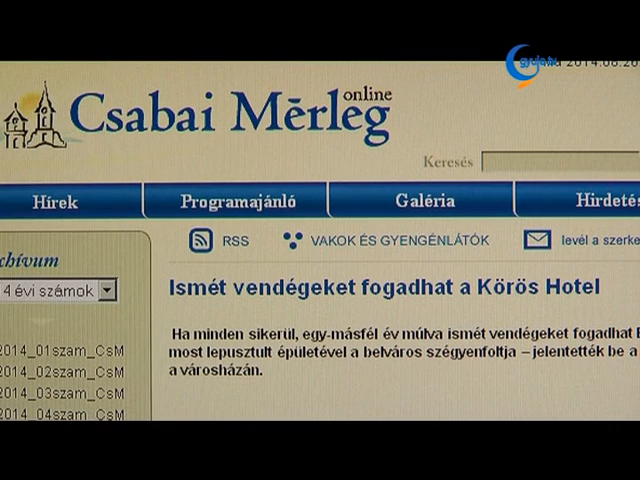 gyula.tv
2014.08.26
Csabai Mērleg
online
Keresés
Hírek
Programajánló
Galéria
Hirdetés
chívum
4 évi számok
RSS
VAKOK ÉS GYENGÉNLÁTÓK
levél a szerke
Ismét vendégeket fogadhat a Körös Hotel
Ha minden sikerül, egy-másfél év múlva ismét vendégeket fogadhat
most lepusztult épületével a belváros szégyenfoltja – jelentették be a
a városházán.
2014_01szam_CsM
2014_02szam_CsM
2014_03szam_CsM
2014_04szam_CsM